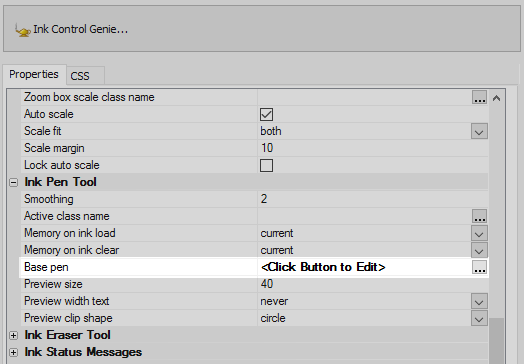 Ink Control Genie...
Properties CSS
Zoom box scale class name ...
Auto scale
Scale fit both
Scale margin 10
Lock auto scale
Ink Pen Tool
Smoothing 2
Active class name ...
Memory on ink load current
Memory on ink clear current
Base pen <Click Button to Edit> ...
Preview size 40
Preview width text never
Preview clip shape circle
Ink Eraser Tool
Ink Status Messages